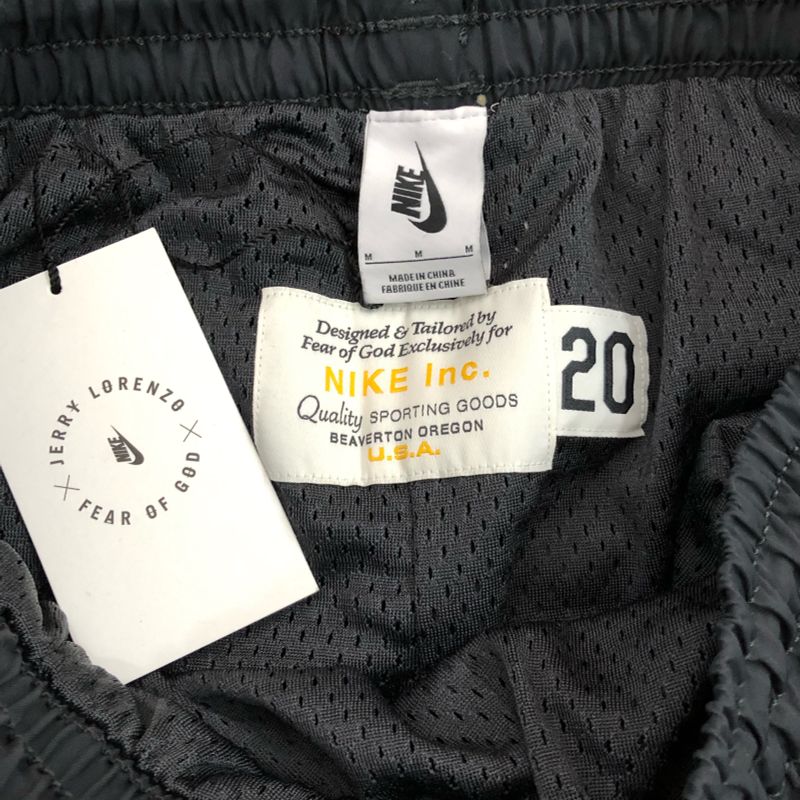 NIKE
M M M
MADE IN CHINA
FABRIQUE EN CHINE
Designed & Tailored by
Fear of God Exclusively for
NIKE Inc.
Quality SPORTING GOODS
BEAVERTON OREGON
U.S.A.
20
JERRY LORENZO
NIKE
FEAR OF GOD